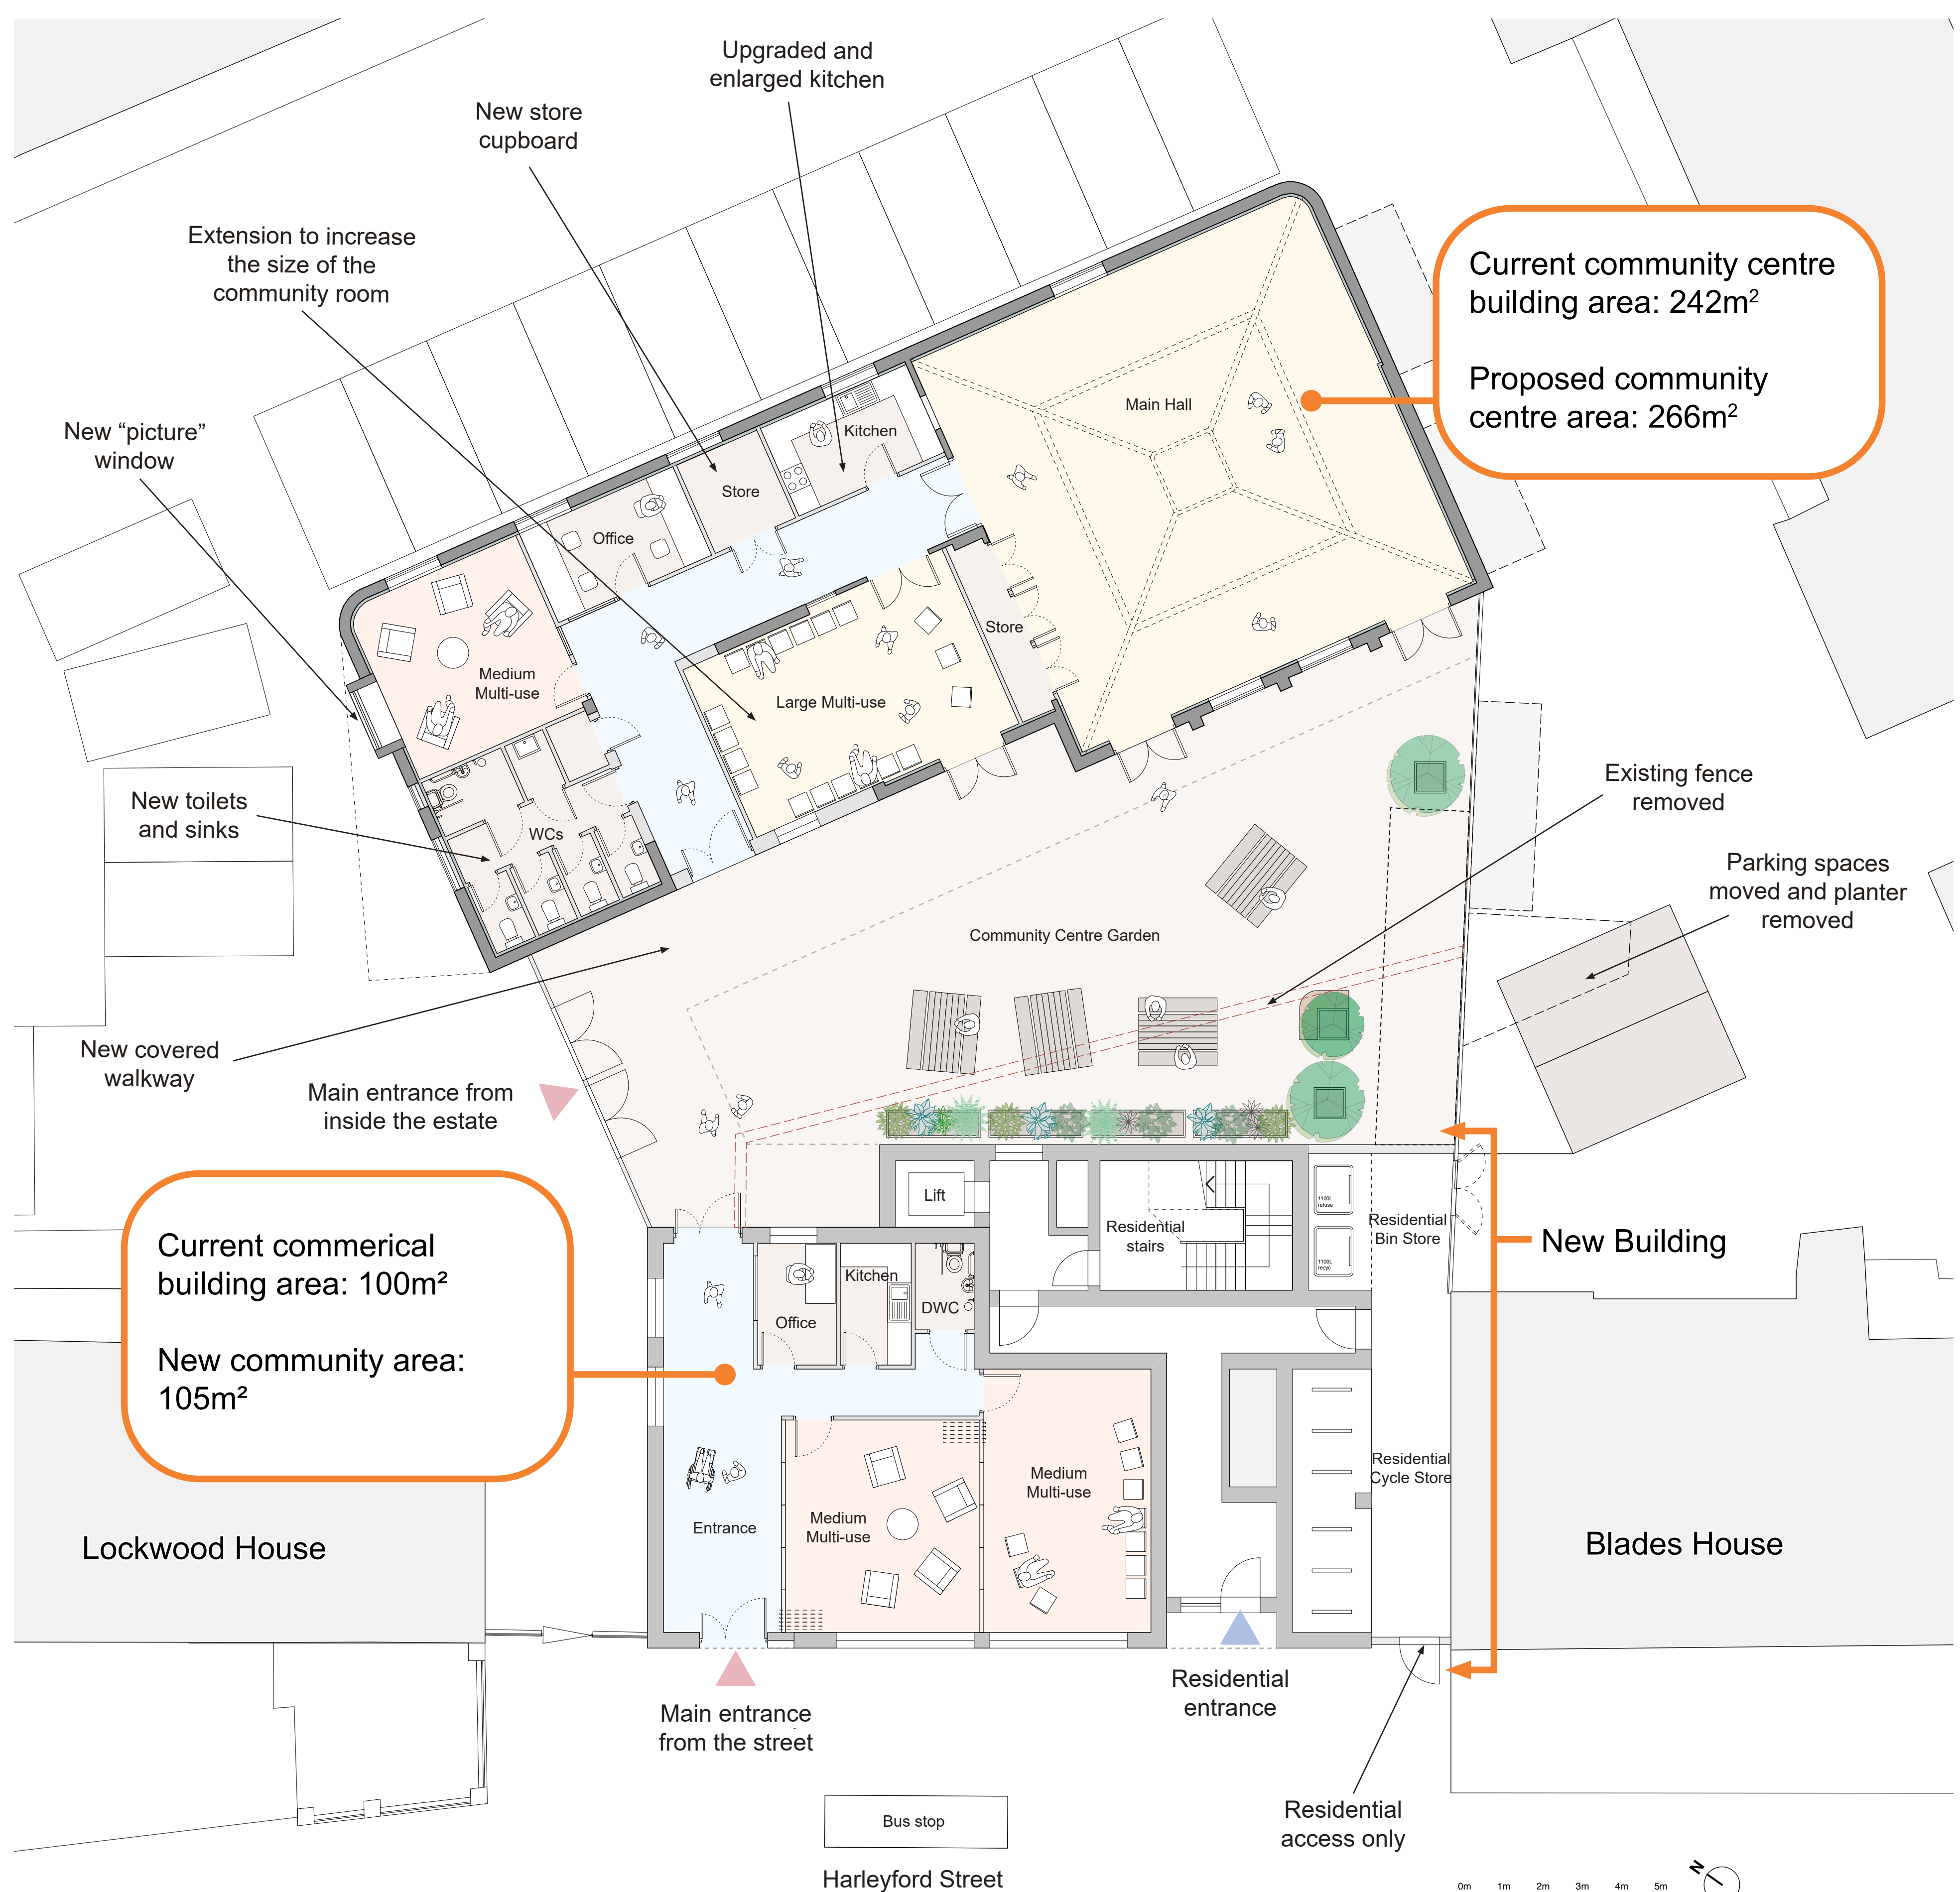 Upgraded and
enlarged kitchen
New store
cupboard
Extension to increase
the size of the
community room
New “picture”
window
Current community centre
building area: 242m²
Proposed community
centre area: 266m²
Main Hall
Kitchen
Store
Office
Store
Medium
Multi-use
Large Multi-use
WCs
New toilets
and sinks
Existing fence
removed
Parking spaces
moved and planter
removed
Community Centre Garden
New covered
walkway
Main entrance from
inside the estate
Current commerical
building area: 100m²
New community area:
105m²
Lift
Residential
stairs
1100L
refuse
1100L
recyc
Residential
Bin Store
New Building
Office
Kitchen
DWC
Residential
Cycle Store
Entrance
Medium
Multi-use
Medium
Multi-use
Lockwood House
Blades House
Main entrance
from the street
Residential
entrance
Residential
access only
Bus stop
Harleyford Street
0m 1m 2m 3m 4m 5m
N